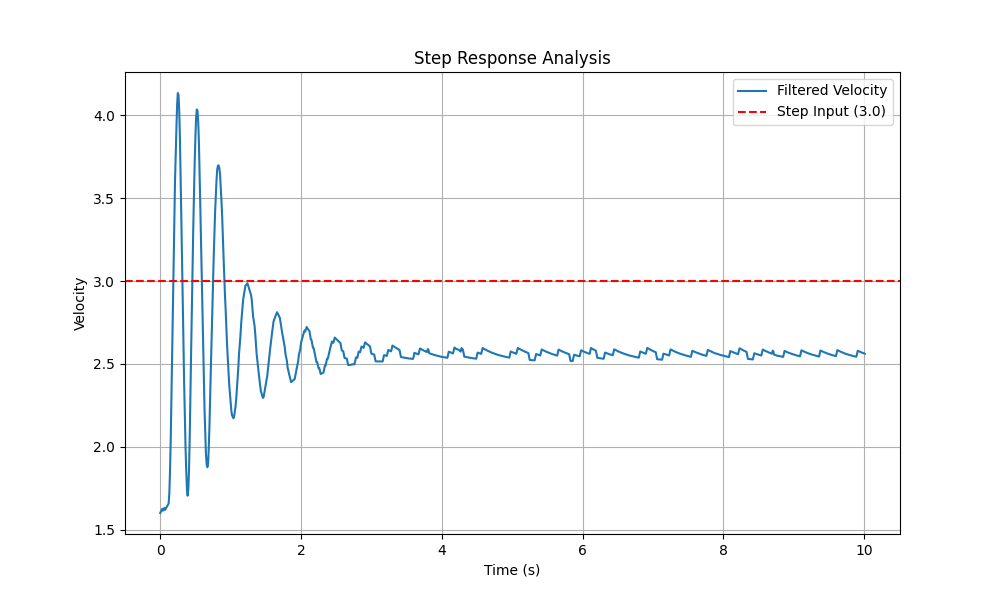 Step Response Analysis
Filtered Velocity
Step Input (3.0)
Velocity
4.0
3.5
3.0
2.5
2.0
1.5
0 2 4 6 8 10
Time (s)